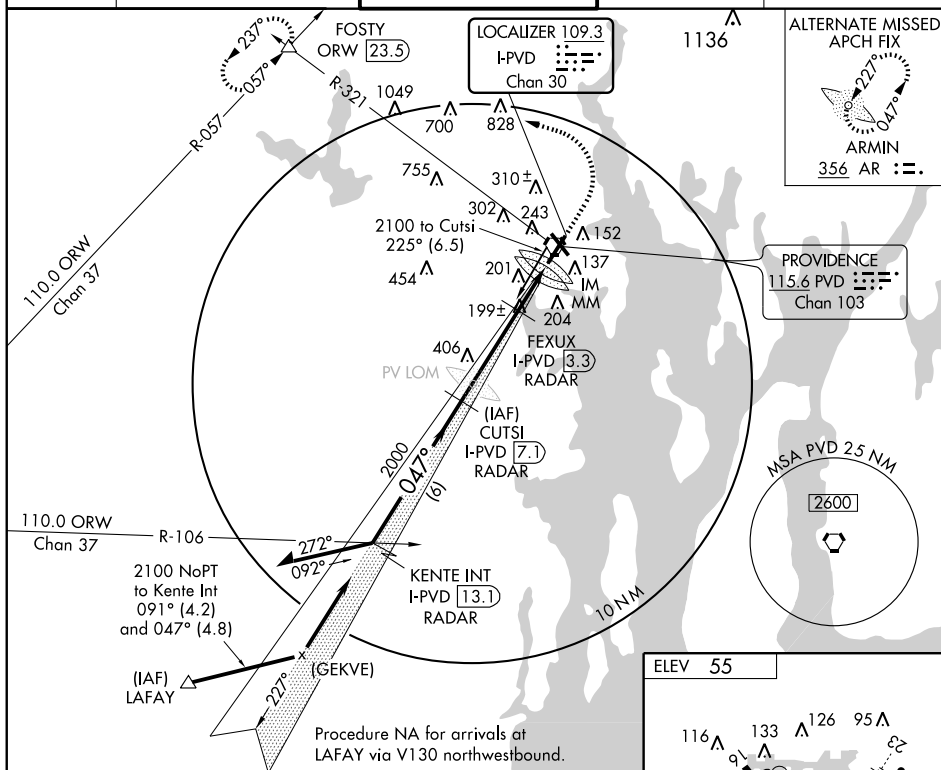 FOSTY
ORW 23.5
237°
057°
R-057
R-321
LOCALIZER 109.3
I-PVD
Chan 30
1136
ALTERNATE MISSED
APCH FIX
227°
047°
ARMIN
356 AR
1049
700
828
755
310±
302
243
152
2100 to Cutsi
225° (6.5)
454
201
137
IM
MM
199±
204
PROVIDENCE
115.6 PVD
Chan 103
110.0 ORW
Chan 37
FEXUX
I-PVD 3.3
RADAR
406
PV LOM
(IAF)
CUTSI
I-PVD 7.1
RADAR
2000
047°
(6)
MSA PVD 25 NM
2600
110.0 ORW
Chan 37
R-106
272°
092°
2100 NoPT
to Kente Int
091° (4.2)
and 047° (4.8)
KENTE INT
I-PVD 13.1
RADAR
10 NM
(IAF)
LAFAY
(GEKVE)
227°
Procedure NA for arrivals at
LAFAY via V130 northwestbound.
ELEV 55
116
133
126
95
16
23